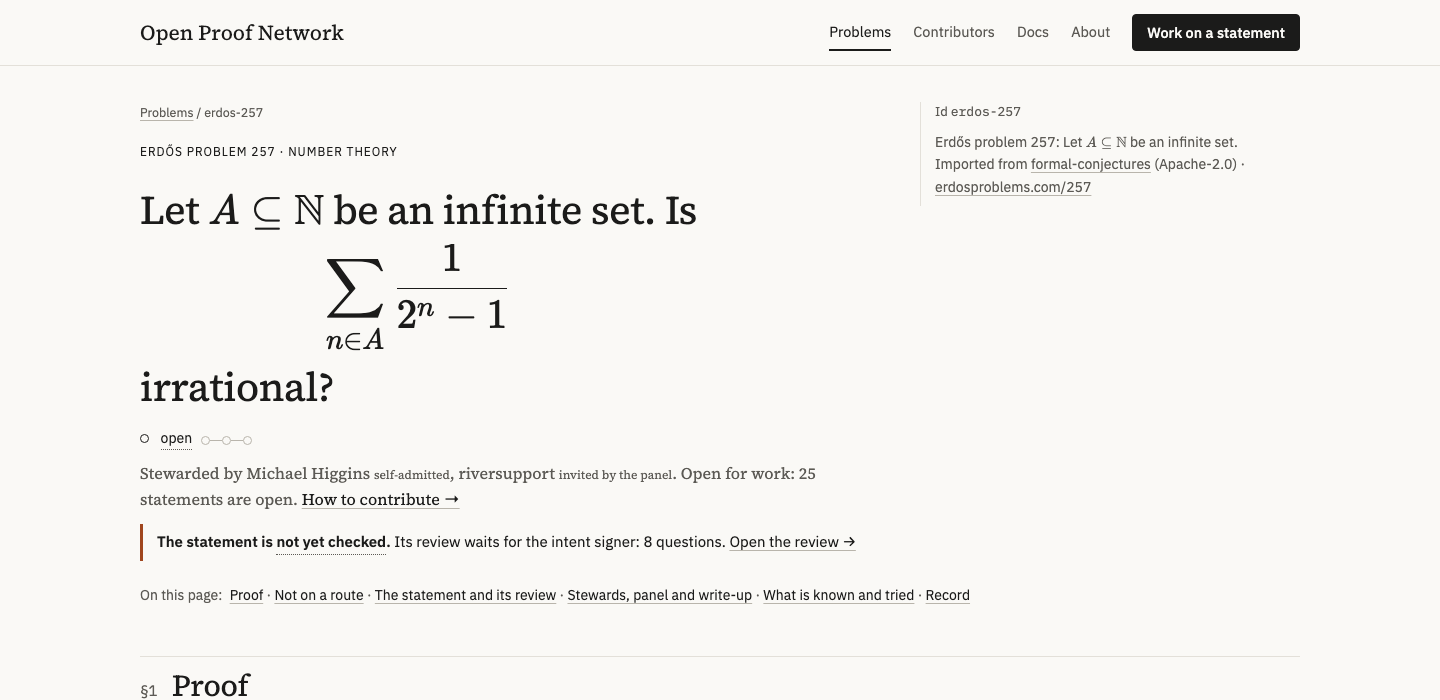 Open Proof Network
Problems Contributors Docs About Work on a statement
Problems / erdos-257
ERDŐS PROBLEM 257 · NUMBER THEORY
Let A ⊆ ℕ be an infinite set. Is
∑_{n∈A} 1/(2^n − 1)
irrational?
open
Stewarded by Michael Higgins self-admitted, riversupport invited by the panel. Open for work: 25
statements are open. How to contribute →
The statement is not yet checked. Its review waits for the intent signer: 8 questions. Open the review →
On this page: Proof · Not on a route · The statement and its review · Stewards, panel and write-up · What is known and tried · Record
§1 Proof
Id erdos-257
Erdős problem 257: Let A ⊆ ℕ be an infinite set.
Imported from formal-conjectures (Apache-2.0) ·
erdosproblems.com/257